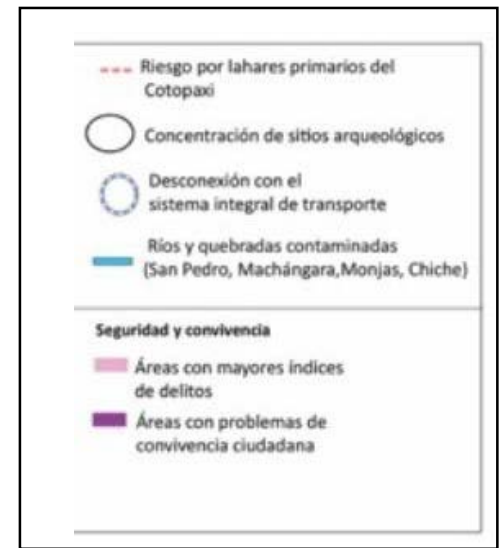 Riesgo por lahares primarios del
Cotopaxi
Concentración de sitios arqueológicos
Desconexión con el
sistema integral de transporte
Ríos y quebradas contaminadas
(San Pedro, Machángara,Monjas, Chiche)
Seguridad y convivencia
Áreas con mayores índices
de delitos
Áreas con problemas de
convivencia ciudadana